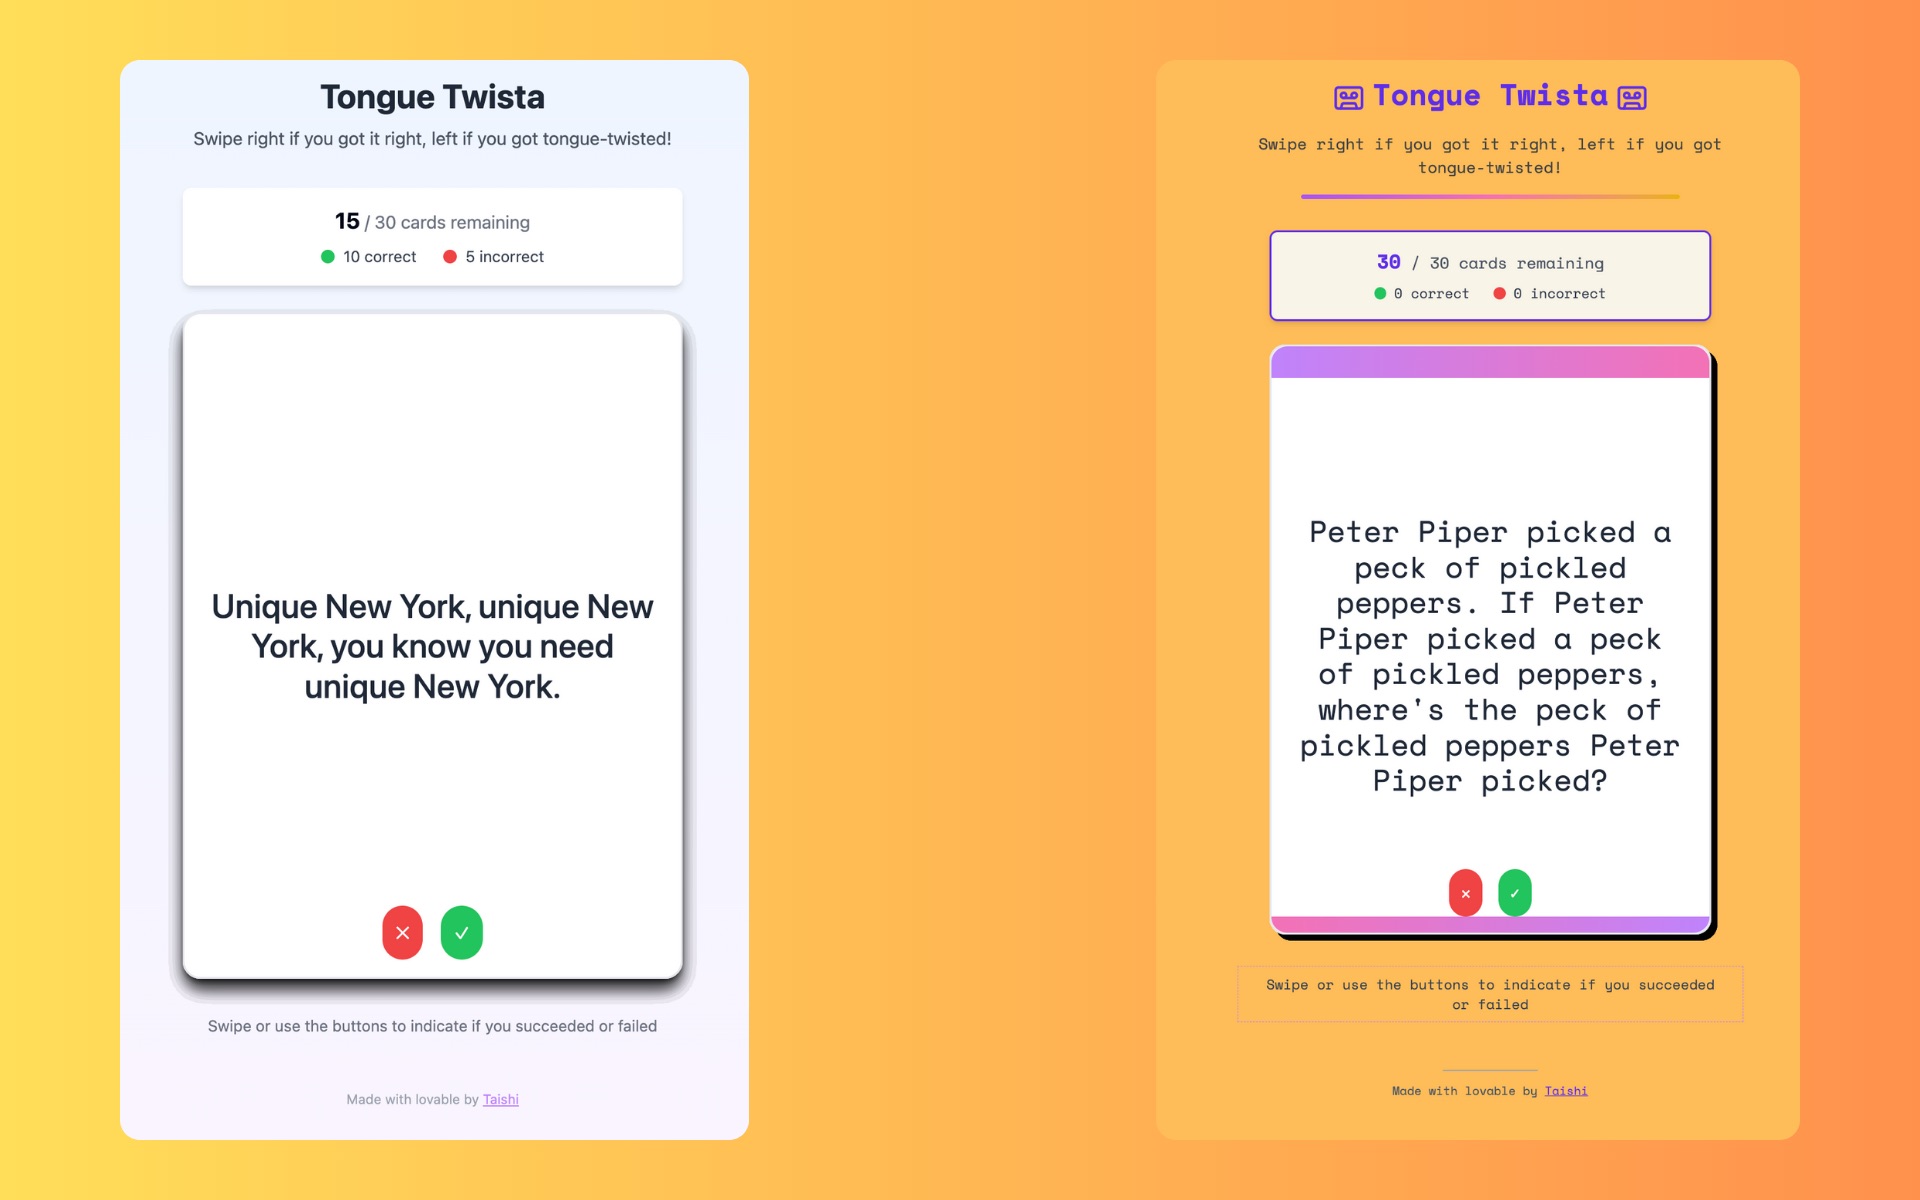 Tongue Twista
Swipe right if you got it right, left if you got tongue-twisted!
15 / 30 cards remaining
10 correct 5 incorrect
Unique New York, unique New
York, you know you need
unique New York.
Swipe or use the buttons to indicate if you succeeded or failed
Made with lovable by Taishi
Tongue Twista
Swipe right if you got it right, left if you got
tongue-twisted!
30 / 30 cards remaining
0 correct 0 incorrect
Peter Piper picked a
peck of pickled
peppers. If Peter
Piper picked a peck
of pickled peppers,
where's the peck of
pickled peppers Peter
Piper picked?
Swipe or use the buttons to indicate if you succeeded
or failed
Made with lovable by Taishi